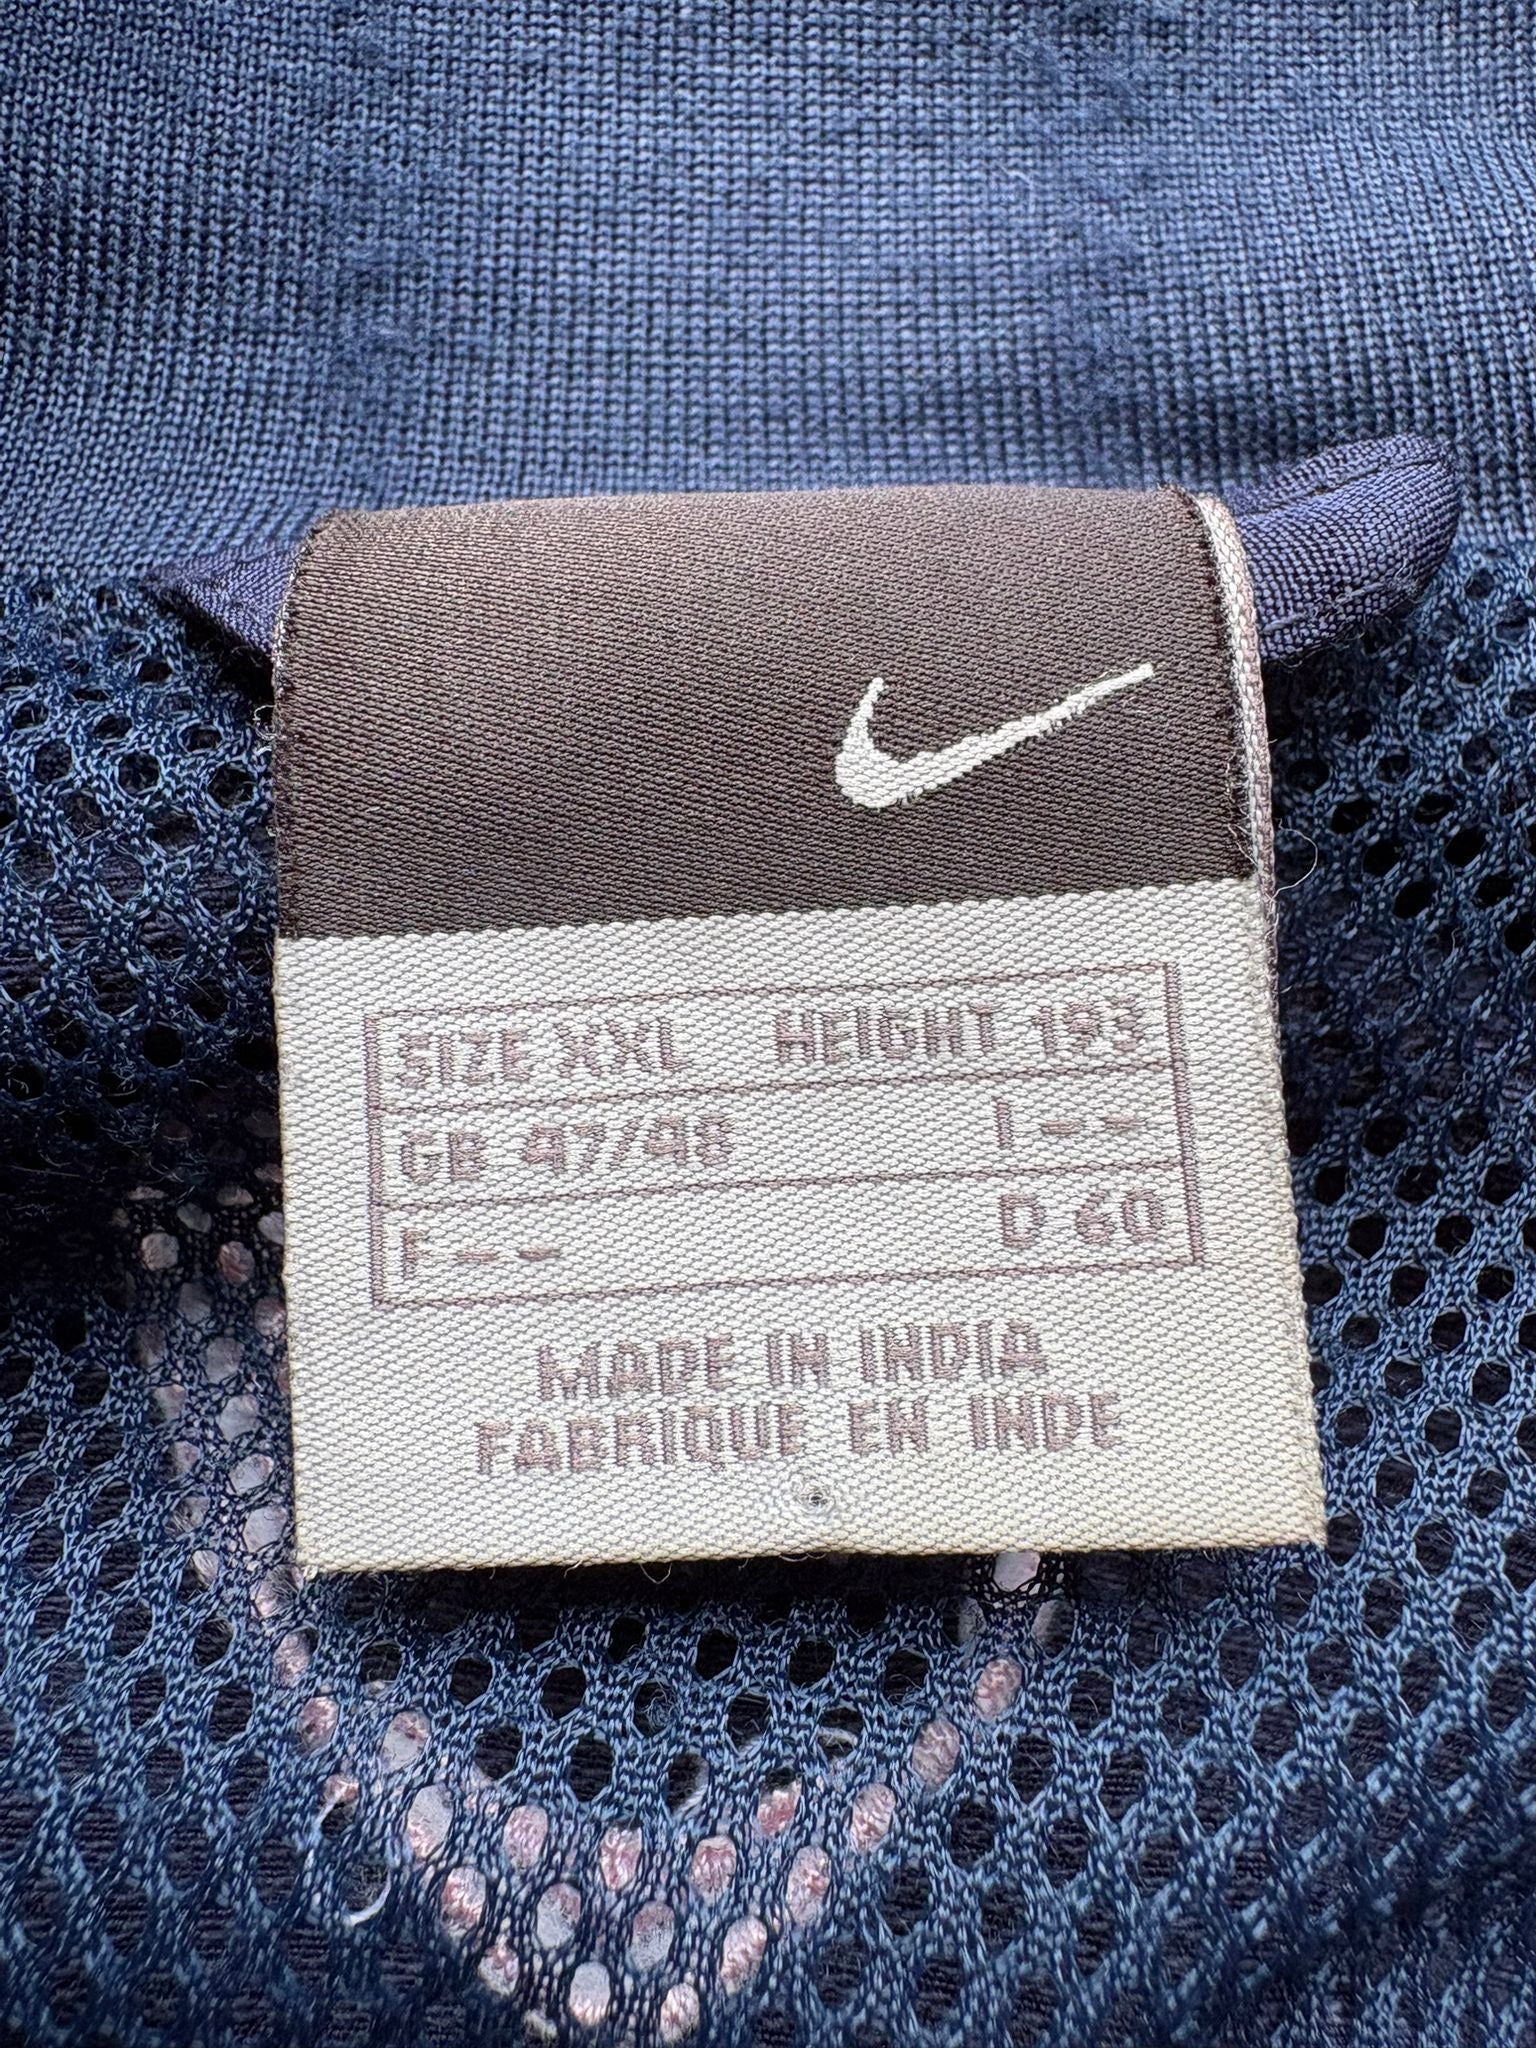 SIZE XXL HEIGHT 193
GB 47/48 I --
F -- D 60
MADE IN INDIA
FABRIQUE EN INDE